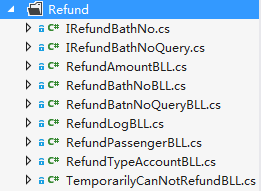 Refund
C# IRefundBathNo.cs
C# IRefundBathNoQuery.cs
C# RefundAmountBLL.cs
C# RefundBathNoBLL.cs
C# RefundBatnNoQueryBLL.cs
C# RefundLogBLL.cs
C# RefundPassengerBLL.cs
C# RefundTypeAccountBLL.cs
C# TemporarilyCanNotRefundBLL.cs